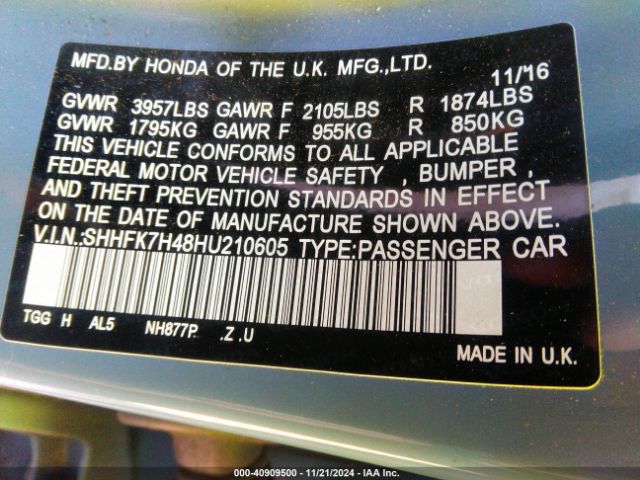 MFD.BY HONDA OF THE U.K. MFG.,LTD.
11/'16
GVWR 3957LBS GAWR F 2105LBS R 1874LBS
GVWR 1795KG GAWR F 955KG R 850KG
THIS VEHICLE CONFORMS TO ALL APPLICABLE
FEDERAL MOTOR VEHICLE SAFETY , BUMPER ,
AND THEFT PREVENTION STANDARDS IN EFFECT
ON THE DATE OF MANUFACTURE SHOWN ABOVE.
V.I.N.:SHHFK7H48HU210605 TYPE:PASSENGER CAR
TGG H AL5 NH877P .Z .U
MADE IN U.K.
000-40909500 - 11/21/2024 - IAA Inc.